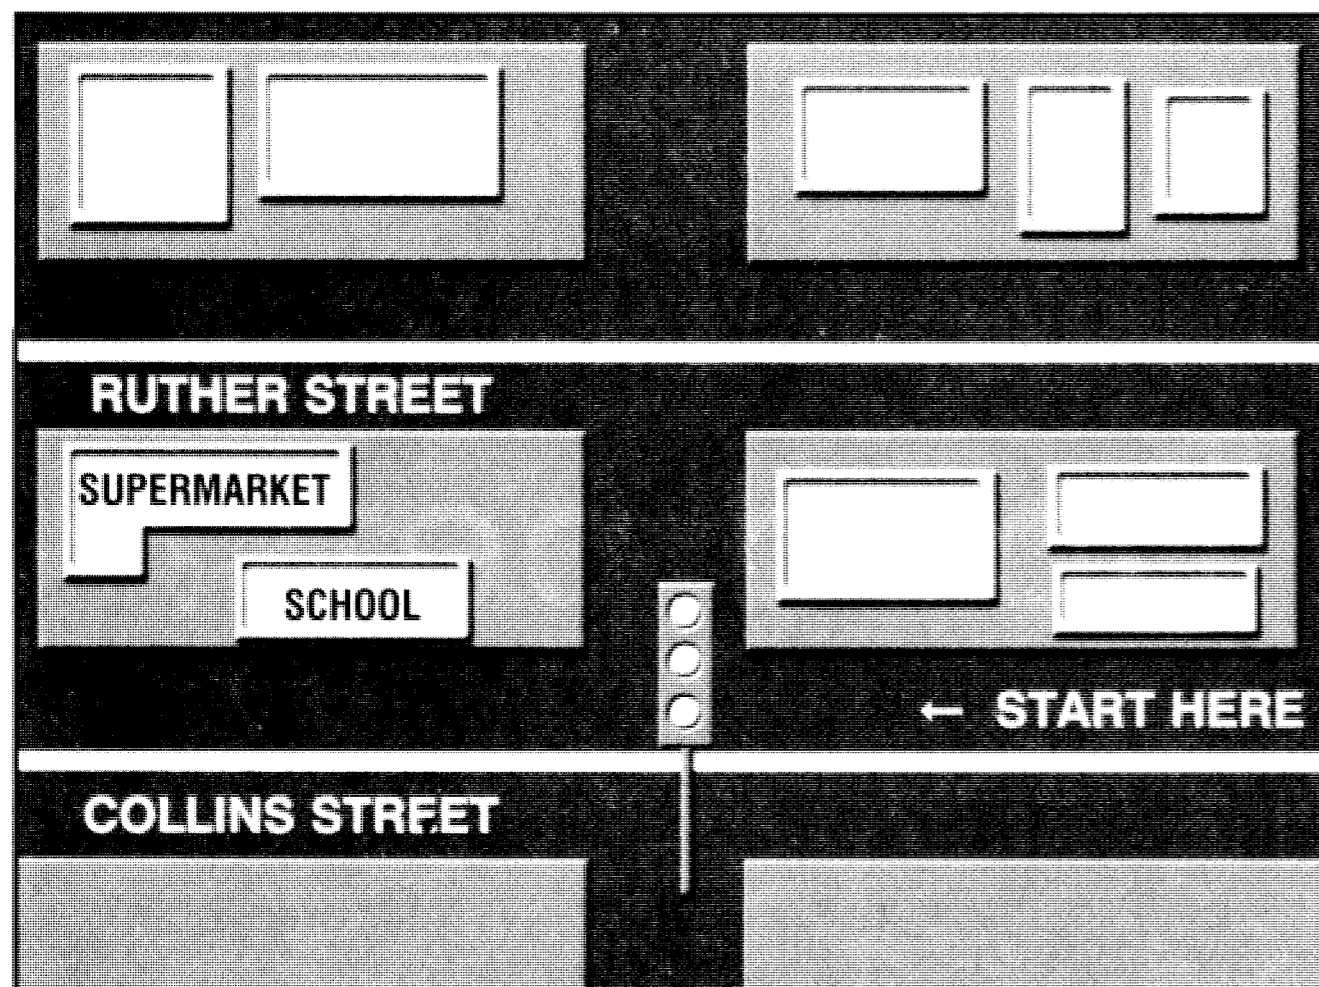 RUTHER STREET
SUPERMARKET
SCHOOL
← START HERE
COLLINS STREET